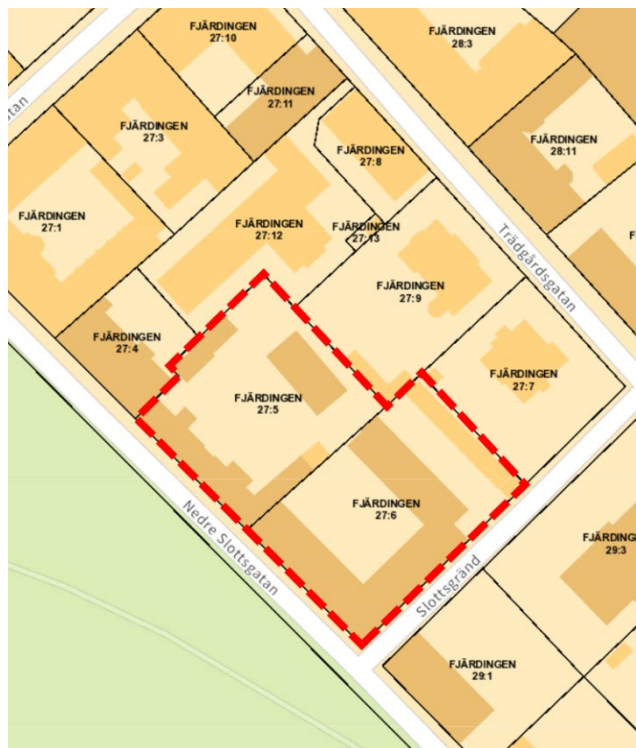 FJÄRDINGEN
27:10
FJÄRDINGEN
28:3
FJÄRDINGEN
27:11
FJÄRDINGEN
27:3
FJÄRDINGEN
27:8
FJÄRDINGEN
28:11
FJÄRDINGEN
27:1
FJÄRDINGEN
27:12
FJÄRDINGEN
27:13
Trädgårdsgatan
FJÄRDINGEN
27:9
FJÄRDINGEN
27:4
FJÄRDINGEN
27:7
FJÄRDINGEN
27:5
FJÄRDINGEN
27:6
Nedre Slottsgatan
Slottsgränd
FJÄRDINGE
29:3
FJÄRDINGEN
29:1